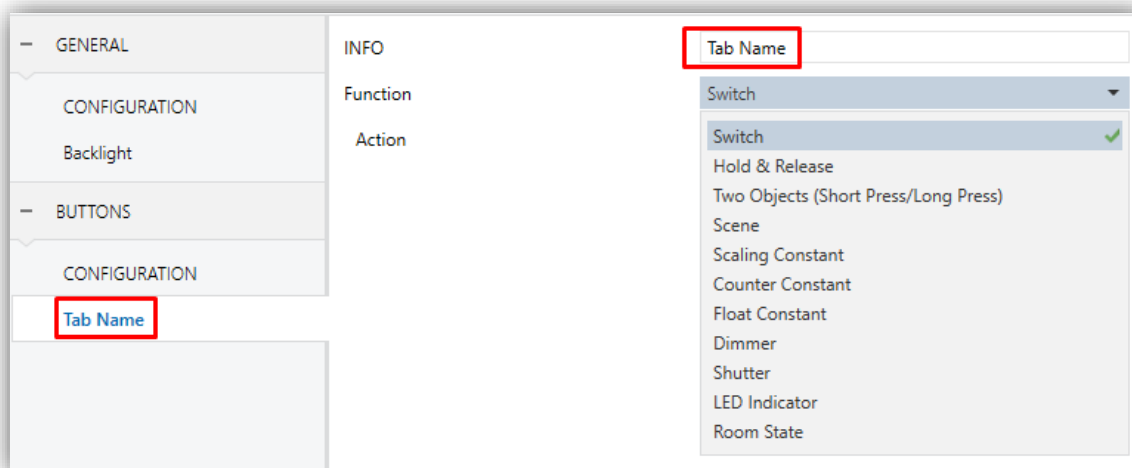 GENERAL
CONFIGURATION
Backlight
BUTTONS
CONFIGURATION
Tab Name
INFO
Tab Name
Function
Switch
Action
Switch
Hold & Release
Two Objects (Short Press/Long Press)
Scene
Scaling Constant
Counter Constant
Float Constant
Dimmer
Shutter
LED Indicator
Room State